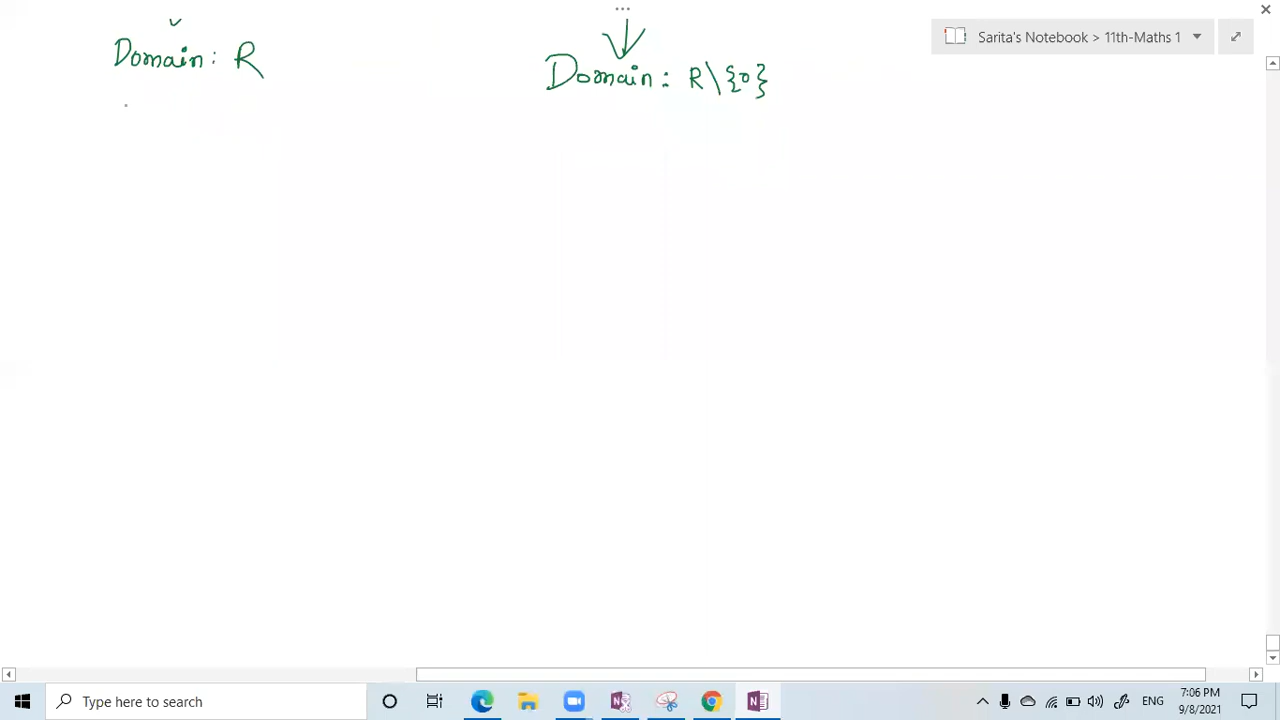 Sarita's Notebook > 11th-Maths 1
Domain: R
Domain: R\{0}
Type here to search
ENG
7:06 PM
9/8/2021